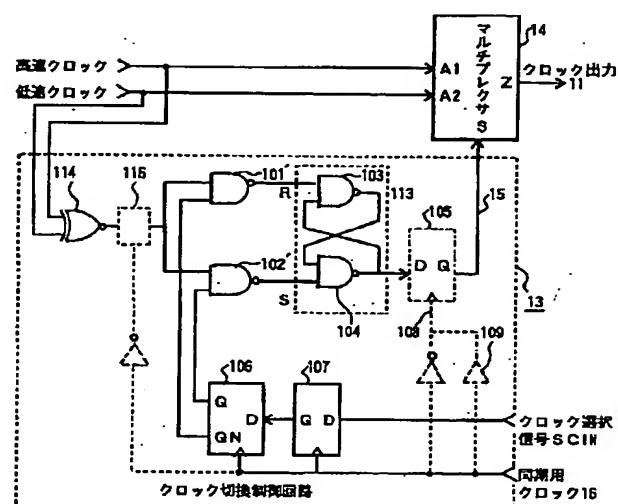 高速クロック
低速クロック
マルチプレクサ
14
A1
A2
Z
S
クロック出力
11
114
116
101'
103
113
R
102'
S
104
105
D Q
15
108
109
13
106
107
Q
QN
D
Q D
クロック選択
信号SCIN
同期用
クロック16
クロック切換制御回路